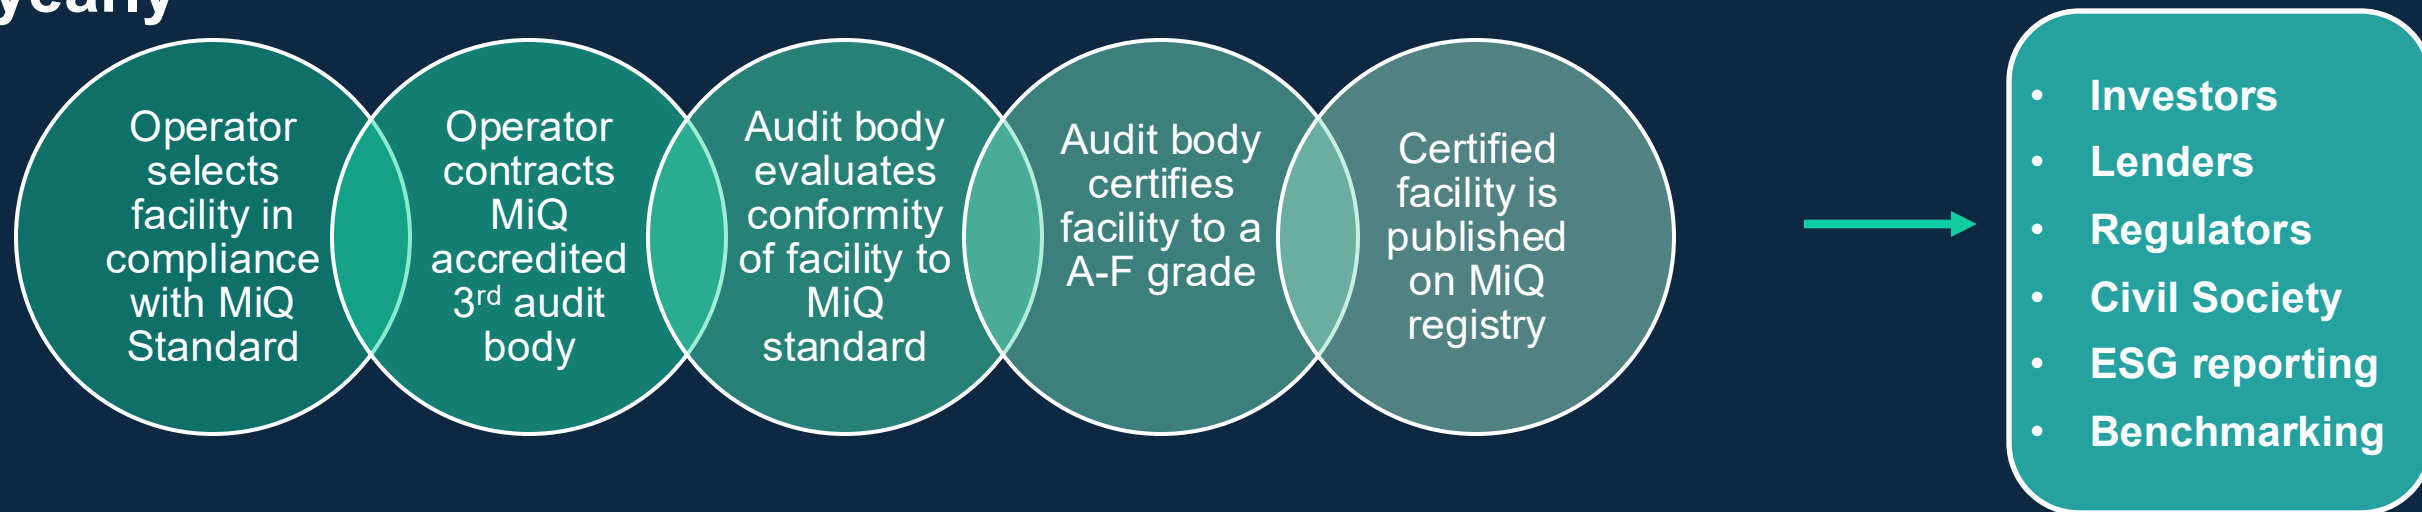 yearly
Operator
selects
facility in
compliance
with MiQ
Standard
Operator
contracts
MiQ
accredited
3rd audit
body
Audit body
evaluates
conformity
of facility to
MiQ
standard
Audit body
certifies
facility to a
A-F grade
Certified
facility is
published
on MiQ
registry
• Investors
• Lenders
• Regulators
• Civil Society
• ESG reporting
• Benchmarking